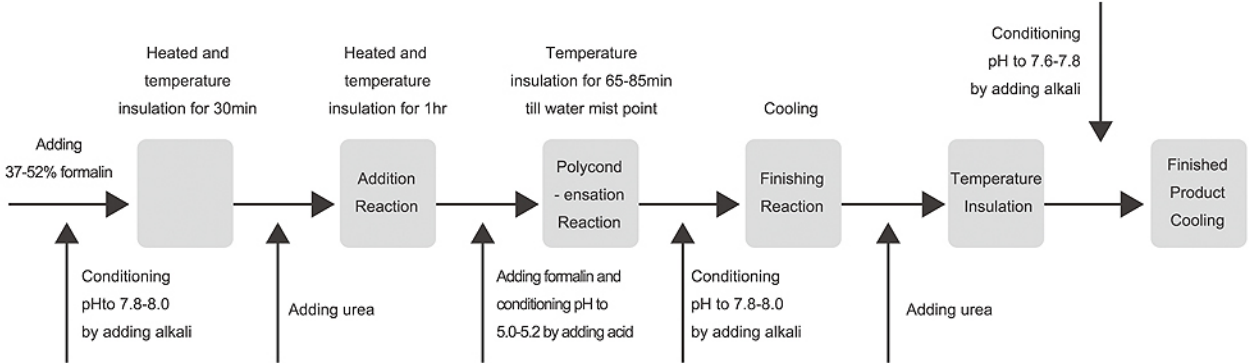 Heated and
temperature
insulation for 30min
Heated and
temperature
insulation for 1hr
Temperature
insulation for 65-85min
till water mist point
Cooling
Conditioning
pH to 7.6-7.8
by adding alkali
Adding
37-52% formalin
Addition
Reaction
Polycond
- ensation
Reaction
Finishing
Reaction
Temperature
Insulation
Finished
Product
Cooling
Conditioning
pHto 7.8-8.0
by adding alkali
Adding urea
Adding formalin and
conditioning pH to
5.0-5.2 by adding acid
Conditioning
pH to 7.8-8.0
by adding alkali
Adding urea